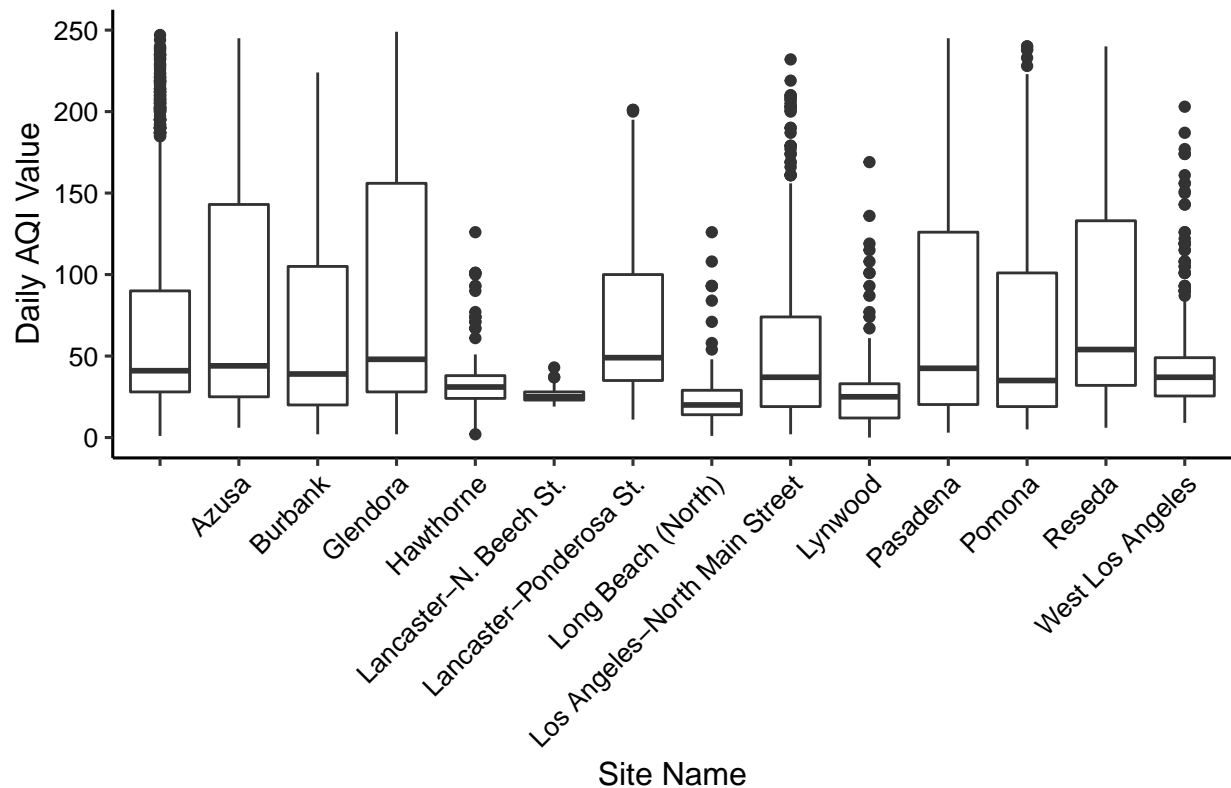 250
200
150
100
50
0
Daily AQI Value
Azusa
Burbank
Glendora
Hawthorne
Lancaster−N. Beech St.
Lancaster−Ponderosa St.
Long Beach (North)
Los Angeles−North Main Street
Lynwood
Pasadena
Pomona
Reseda
West Los Angeles
Site Name